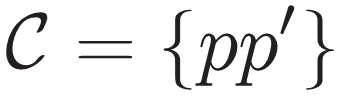 𝒞 = {pp′}